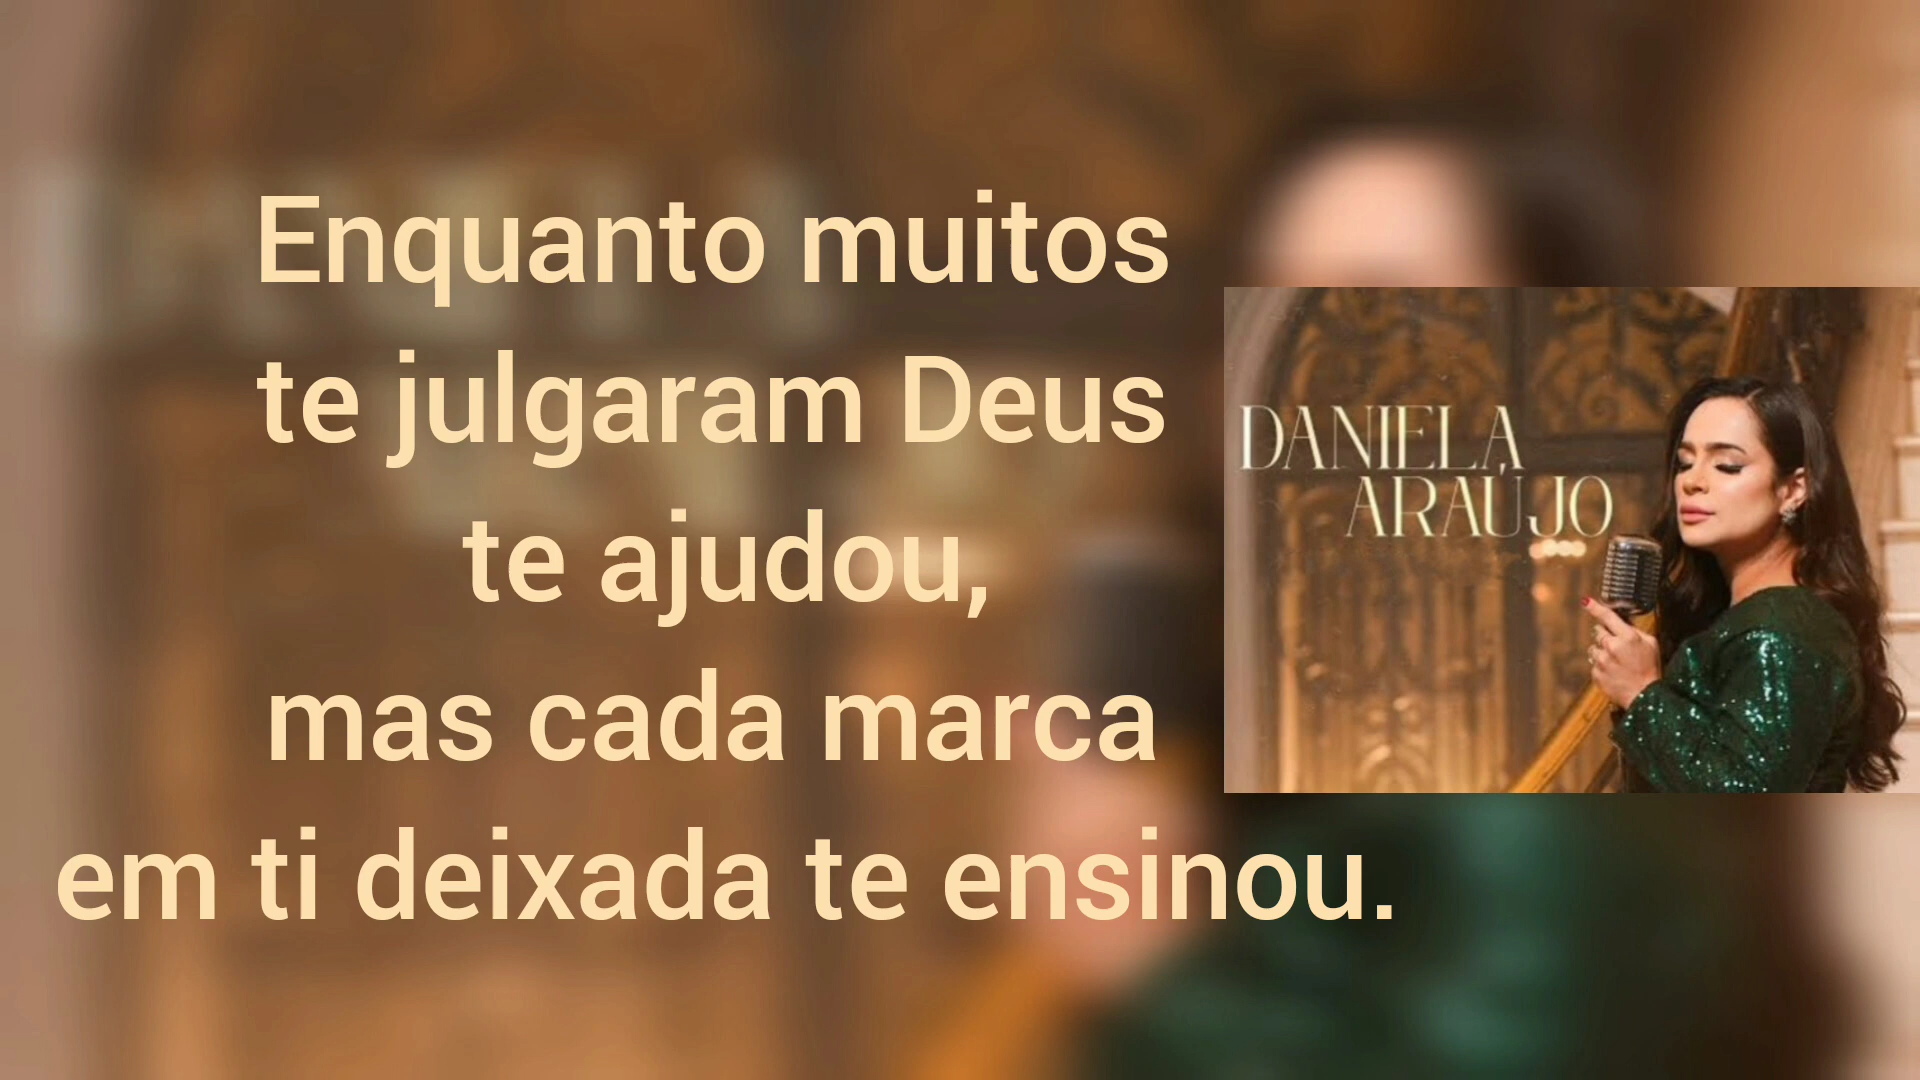 Enquanto muitos
te julgaram Deus
te ajudou,
mas cada marca
em ti deixada te ensinou.
DANIELA
ARAÚJO